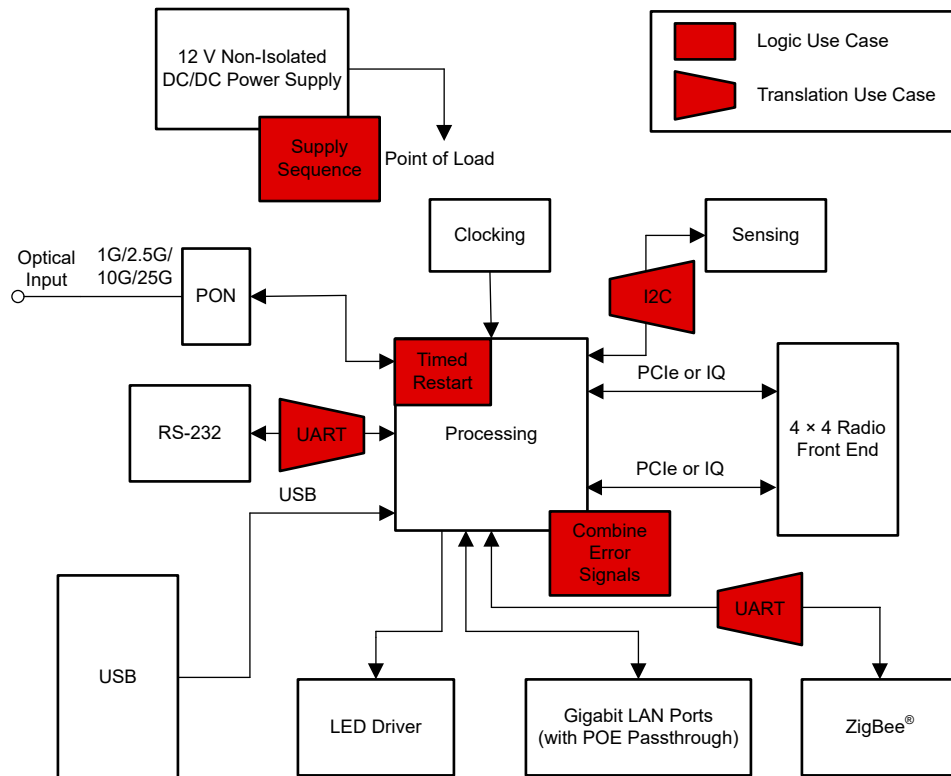 12 V Non-Isolated
DC/DC Power Supply
Supply
Sequence
Point of Load
Logic Use Case
Translation Use Case
Optical
Input
1G/2.5G/
10G/25G
PON
Clocking
Sensing
I2C
Timed
Restart
Processing
PCIe or IQ
PCIe or IQ
4 × 4 Radio
Front End
RS-232
UART
USB
Combine
Error
Signals
UART
USB
LED Driver
Gigabit LAN Ports
(with POE Passthrough)
ZigBee®